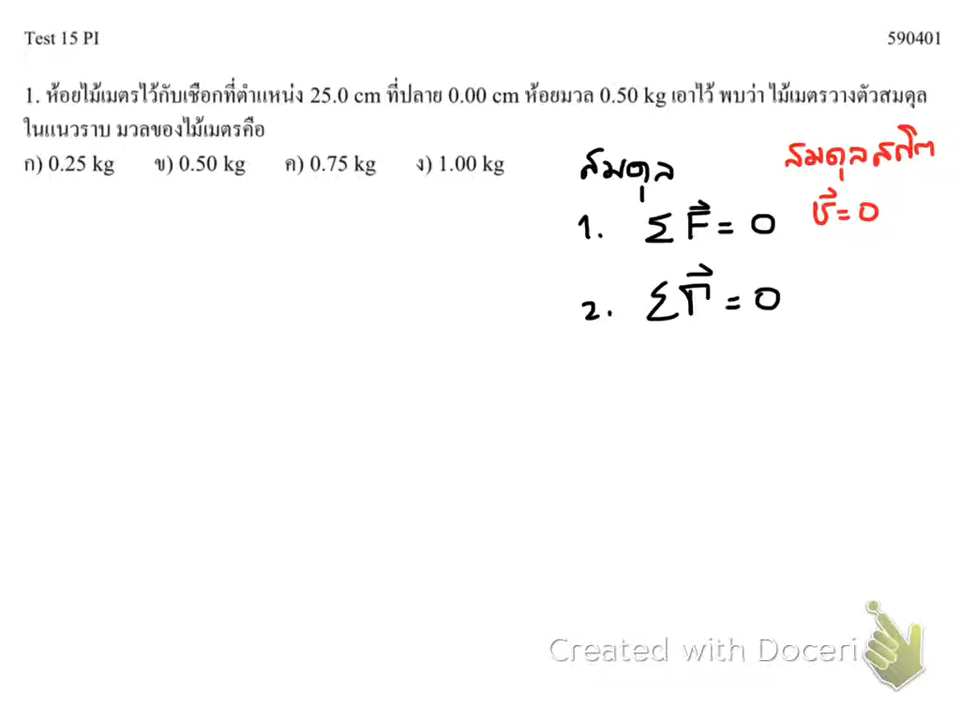 Test 15 PI
590401
1. ห้อยไม้เมตรไว้กับเชือกที่ตำแหน่ง 25.0 cm ที่ปลาย 0.00 cm ห้อยมวล 0.50 kg เอาไว้ พบว่า ไม้เมตรวางตัวสมดุล
ในแนวราบ มวลของไม้เมตรคือ
ก) 0.25 kg ข) 0.50 kg ค) 0.75 kg ง) 1.00 kg
สมดุล
สมดุลสถิต
1. ΣF⃗ = 0
v⃗ = 0
2. ΣΓ⃗ = 0
Created with Doceri